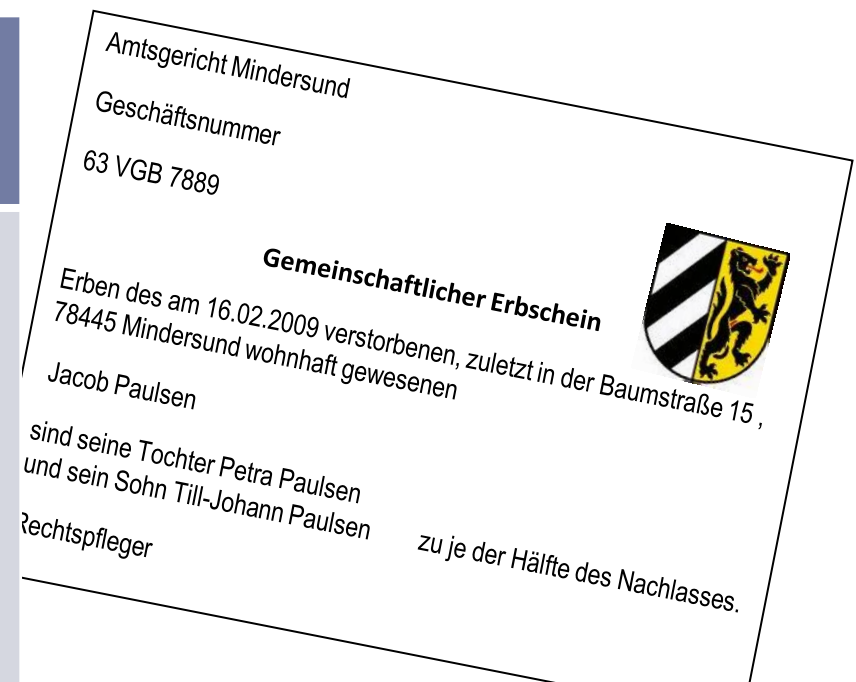 Amtsgericht Mindersund
Geschäftsnummer
63 VGB 7889
Gemeinschaftlicher Erbschein
Erben des am 16.02.2009 verstorbenen, zuletzt in der Baumstraße 15 ,
78445 Mindersund wohnhaft gewesenen
Jacob Paulsen
sind seine Tochter Petra Paulsen
und sein Sohn Till-Johann Paulsen zu je der Hälfte des Nachlasses.
Rechtspfleger